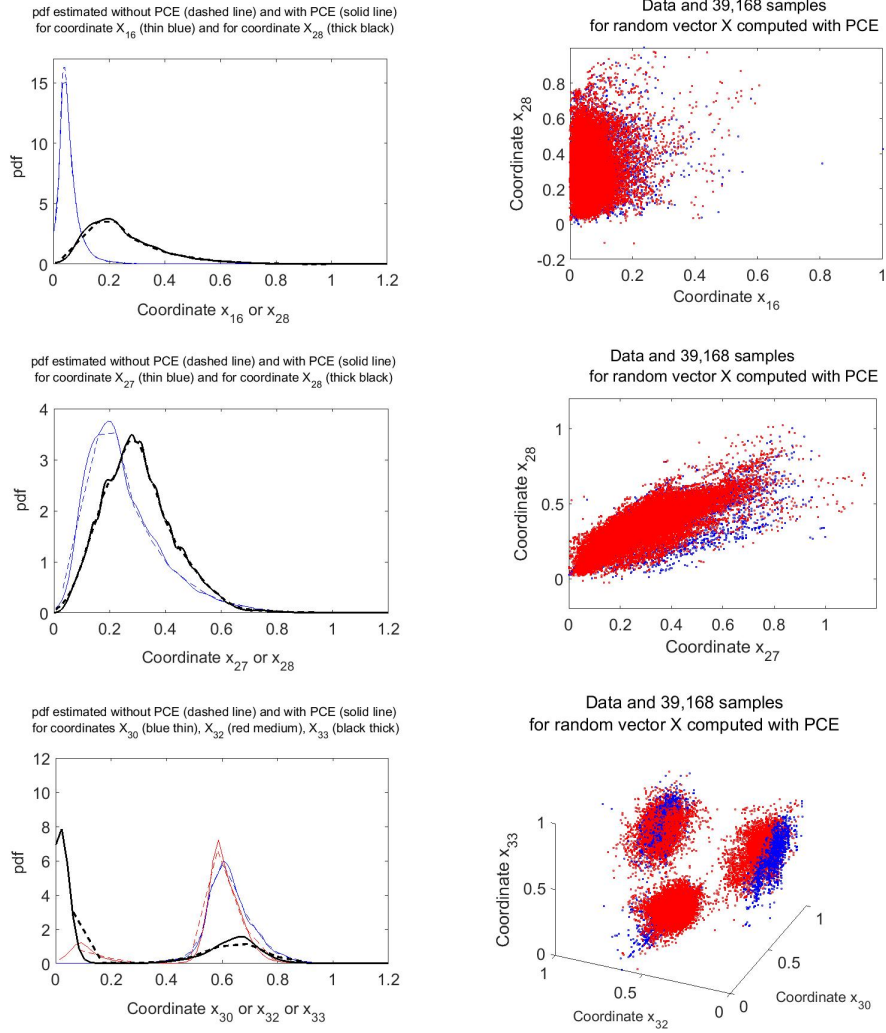 pdf estimated without PCE (dashed line) and with PCE (solid line)
for coordinate X16 (thin blue) and for coordinate X28 (thick black)
15
10
5
0
pdf
0 0.2 0.4 0.6 0.8 1 1.2
Coordinate x16 or x28
Data and 39,168 samples
for random vector X computed with PCE
0.8
0.6
0.4
0.2
0
-0.2
Coordinate x28
0 0.2 0.4 0.6 0.8 1
Coordinate x16
pdf estimated without PCE (dashed line) and with PCE (solid line)
for coordinate X27 (thin blue) and for coordinate X28 (thick black)
4
3
2
1
0
pdf
0 0.2 0.4 0.6 0.8 1 1.2
Coordinate x27 or x28
Data and 39,168 samples
for random vector X computed with PCE
1
0.5
0
Coordinate x28
0 0.2 0.4 0.6 0.8 1
Coordinate x27
pdf estimated without PCE (dashed line) and with PCE (solid line)
for coordinates X30 (blue thin), X32 (red medium), X33 (black thick)
12
10
8
6
4
2
0
pdf
0 0.2 0.4 0.6 0.8 1 1.2
Coordinate x30 or x32 or x33
Data and 39,168 samples
for random vector X computed with PCE
1
0.5
0
Coordinate x33
1
0.5
0
Coordinate x32
0
0.5
1
Coordinate x30